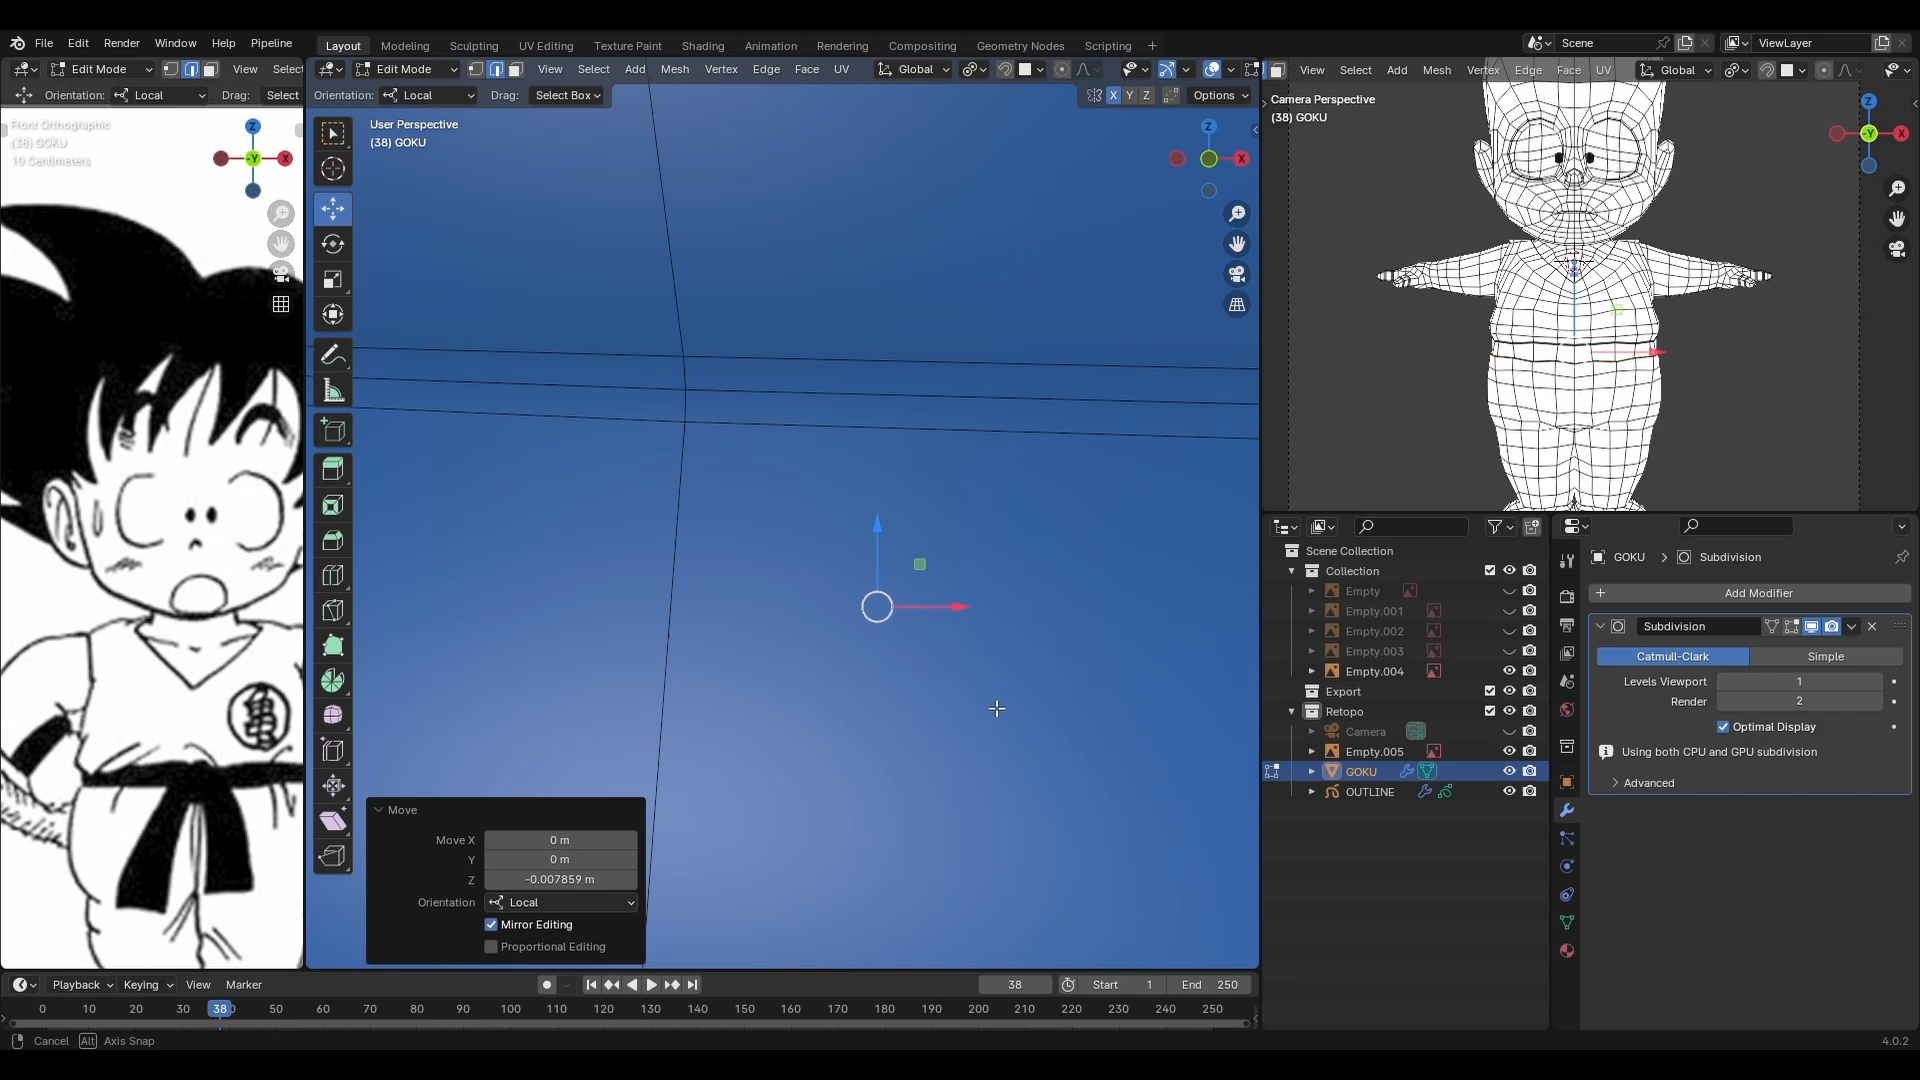 File Edit Render Window Help Pipeline
Layout Modeling Sculpting UV Editing Texture Paint Shading Animation Rendering Compositing Geometry Nodes Scripting +
Scene
ViewLayer
Edit Mode View Select
Edit Mode View Select Add Mesh Vertex Edge Face UV Global
View Select Add Mesh Vertex Edge Face UV Global
Orientation: Local Drag: Select
Orientation: Local Drag: Select Box
X Y Z Options
Front Orthographic
(38) GOKU
10 Centimeters
Z
-Y
X
User Perspective
(38) GOKU
Z
X
Camera Perspective
(38) GOKU
Z
-Y
X
亀
Move
Move X 0 m
Y 0 m
Z -0.007859 m
Orientation Local
Mirror Editing
Proportional Editing
Scene Collection
Collection
Empty
Empty.001
Empty.002
Empty.003
Empty.004
Export
Retopo
Camera
Empty.005
GOKU
OUTLINE
GOKU Subdivision
Add Modifier
Subdivision
Catmull-Clark Simple
Levels Viewport 1
Render 2
Optimal Display
Using both CPU and GPU subdivision
Advanced
Playback Keying View Marker
38 Start 1 End 250
0 10 20 30 38 50 60 70 80 90 100 110 120 130 140 150 160 170 180 190 200 210 220 230 240 250
Cancel Alt Axis Snap
4.0.2